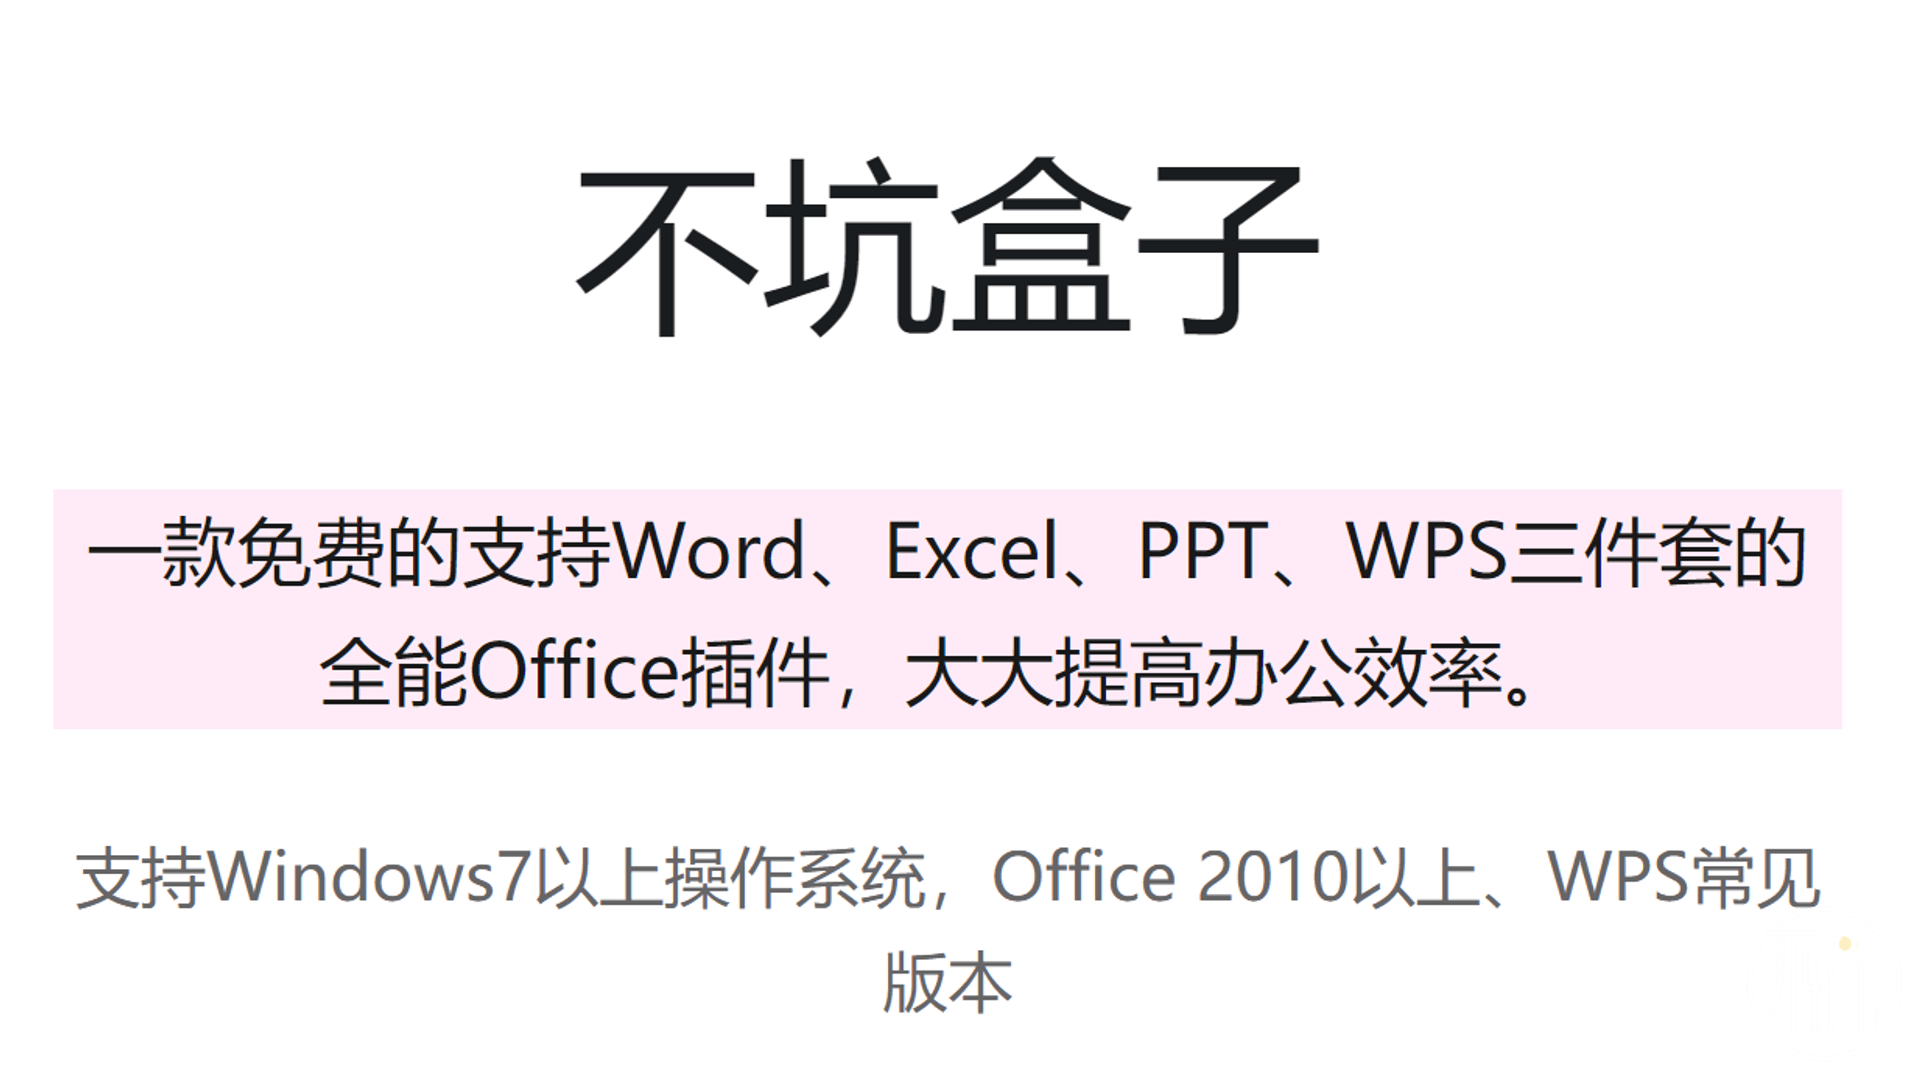 不坑盒子
一款免费的支持Word、Excel、PPT、WPS三件套的
全能Office插件，大大提高办公效率。
支持Windows7以上操作系统，Office 2010以上、WPS常见
版本